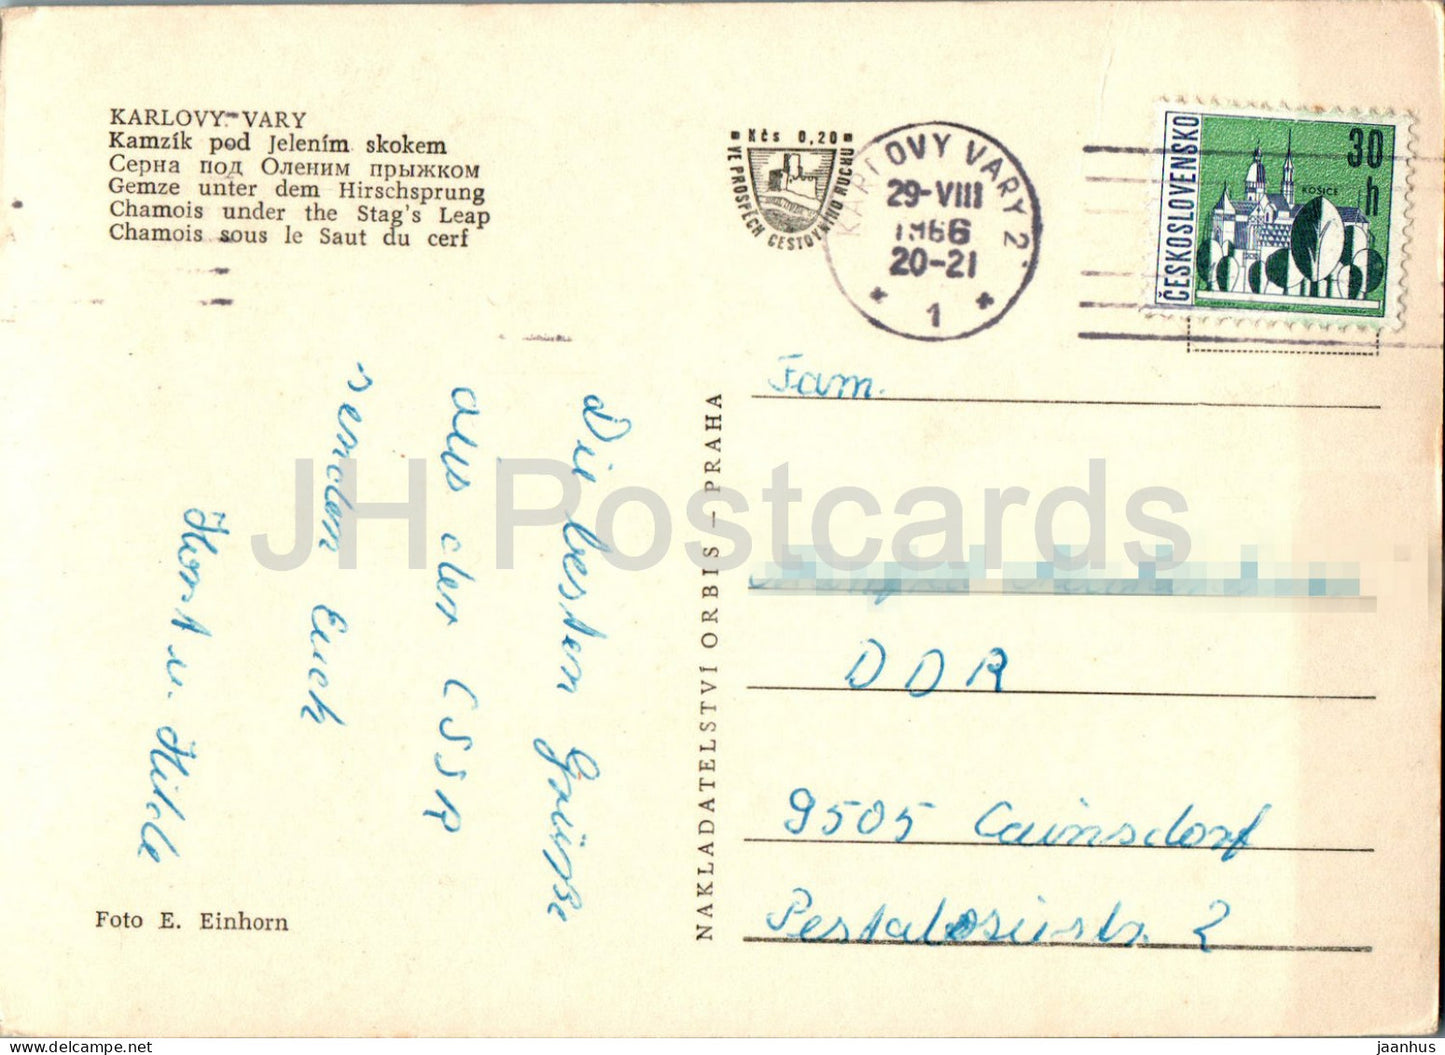 KARLOVY VARY
Kamzík pod Jelením skokem
Серна под Оленим прыжком
Gemze unter dem Hirschsprung
Chamois under the Stag's Leap
Chamois sous le Saut du cerf
Kčs 0,20
VE PROSPĚCH CESTOVNÍHO RUCHU
KARLOVY VARY 2
29-VIII
1966
20-21
* 1 *
ČESKOSLOVENSKO
30 h
KOŠICE
Die besten Grüße
aus der CSSR
senden Euch
Horst u. Hilde
Foto E. Einhorn
NAKLADATELSTVÍ ORBIS – PRAHA
Fam.
DDR
9505 Cainsdorf
Pestalozzistr. 2
JH Postcards
delcampe.net
jaanhus